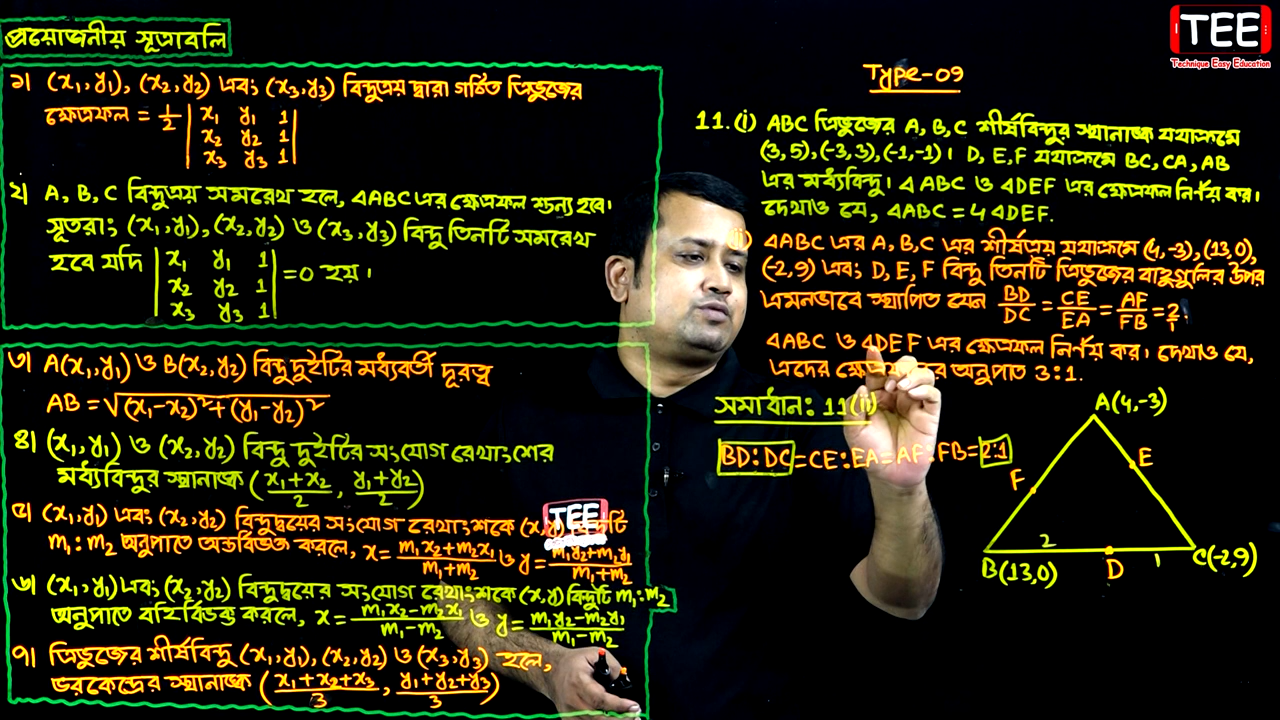 প্রয়োজনীয় সূত্রাবলি
১। (x₁,y₁), (x₂,y₂) এবং (x₃,y₃) বিন্দুত্রয় দ্বারা গঠিত ত্রিভুজের
ক্ষেত্রফল = 1/2 | x₁ y₁ 1 |
| x₂ y₂ 1 |
| x₃ y₃ 1 |
২। A, B, C বিন্দুত্রয় সমরেখ হলে, ΔABC এর ক্ষেত্রফল শূন্য হবে।
সুতরাং (x₁,y₁), (x₂,y₂) ও (x₃,y₃) বিন্দু তিনটি সমরেখ
হবে যদি | x₁ y₁ 1 | = 0 হয়।
| x₂ y₂ 1 |
| x₃ y₃ 1 |
৩। A(x₁,y₁) ও B(x₂,y₂) বিন্দু দুইটির মধ্যবর্তী দূরত্ব
AB = √(x₁-x₂)²+(y₁-y₂)²
৪। (x₁,y₁) ও (x₂,y₂) বিন্দু দুইটির সংযোগ রেখাংশের
মধ্যবিন্দুর স্থানাঙ্ক ((x₁+x₂)/2, (y₁+y₂)/2)
৫। (x₁,y₁) এবং (x₂,y₂) বিন্দুদ্বয়ের সংযোগ রেখাংশকে (x,y) বিন্দুটি
m₁:m₂ অনুপাতে অন্তর্বিভক্ত করলে, x = (m₁x₂+m₂x₁)/(m₁+m₂) ও y = (m₁y₂+m₂y₁)/(m₁+m₂)
৬। (x₁,y₁) এবং (x₂,y₂) বিন্দুদ্বয়ের সংযোগ রেখাংশকে (x,y) বিন্দুটি m₁:m₂
অনুপাতে বহির্বিভক্ত করলে, x = (m₁x₂-m₂x₁)/(m₁-m₂) ও y = (m₁y₂-m₂y₁)/(m₁-m₂)
৭। ত্রিভুজের শীর্ষবিন্দু (x₁,y₁), (x₂,y₂) ও (x₃,y₃) হলে,
ভরকেন্দ্রের স্থানাঙ্ক ((x₁+x₂+x₃)/3, (y₁+y₂+y₃)/3)
TEE
TEE
Technique Easy Education
Type-09
11. (i) ABC ত্রিভুজের A, B, C শীর্ষবিন্দুর স্থানাঙ্ক যথাক্রমে
(3, 5), (-3, 3), (-1, -1)। D, E, F যথাক্রমে BC, CA, AB
এর মধ্যবিন্দু। Δ ABC ও ΔDEF এর ক্ষেত্রফল নির্ণয় কর।
দেখাও যে, ΔABC = 4 ΔDEF.
(ii) ΔABC এর A, B, C এর শীর্ষত্রয় যথাক্রমে (4, -3), (13, 0),
(-2, 9) এবং D, E, F বিন্দু তিনটি ত্রিভুজের বাহুগুলির উপর
এমনভাবে স্থাপিত যেন BD/DC = CE/EA = AF/FB = 2/1
ΔABC ও ΔDEF এর ক্ষেত্রফল নির্ণয় কর। দেখাও যে,
এদের অনুপাত 3:1.
সমাধান: 11(ii)
BD:DC = CE:EA = AF:FB = 2:1
A(4,-3)
E
F
2
1
B(13,0)
D
C(-2,9)